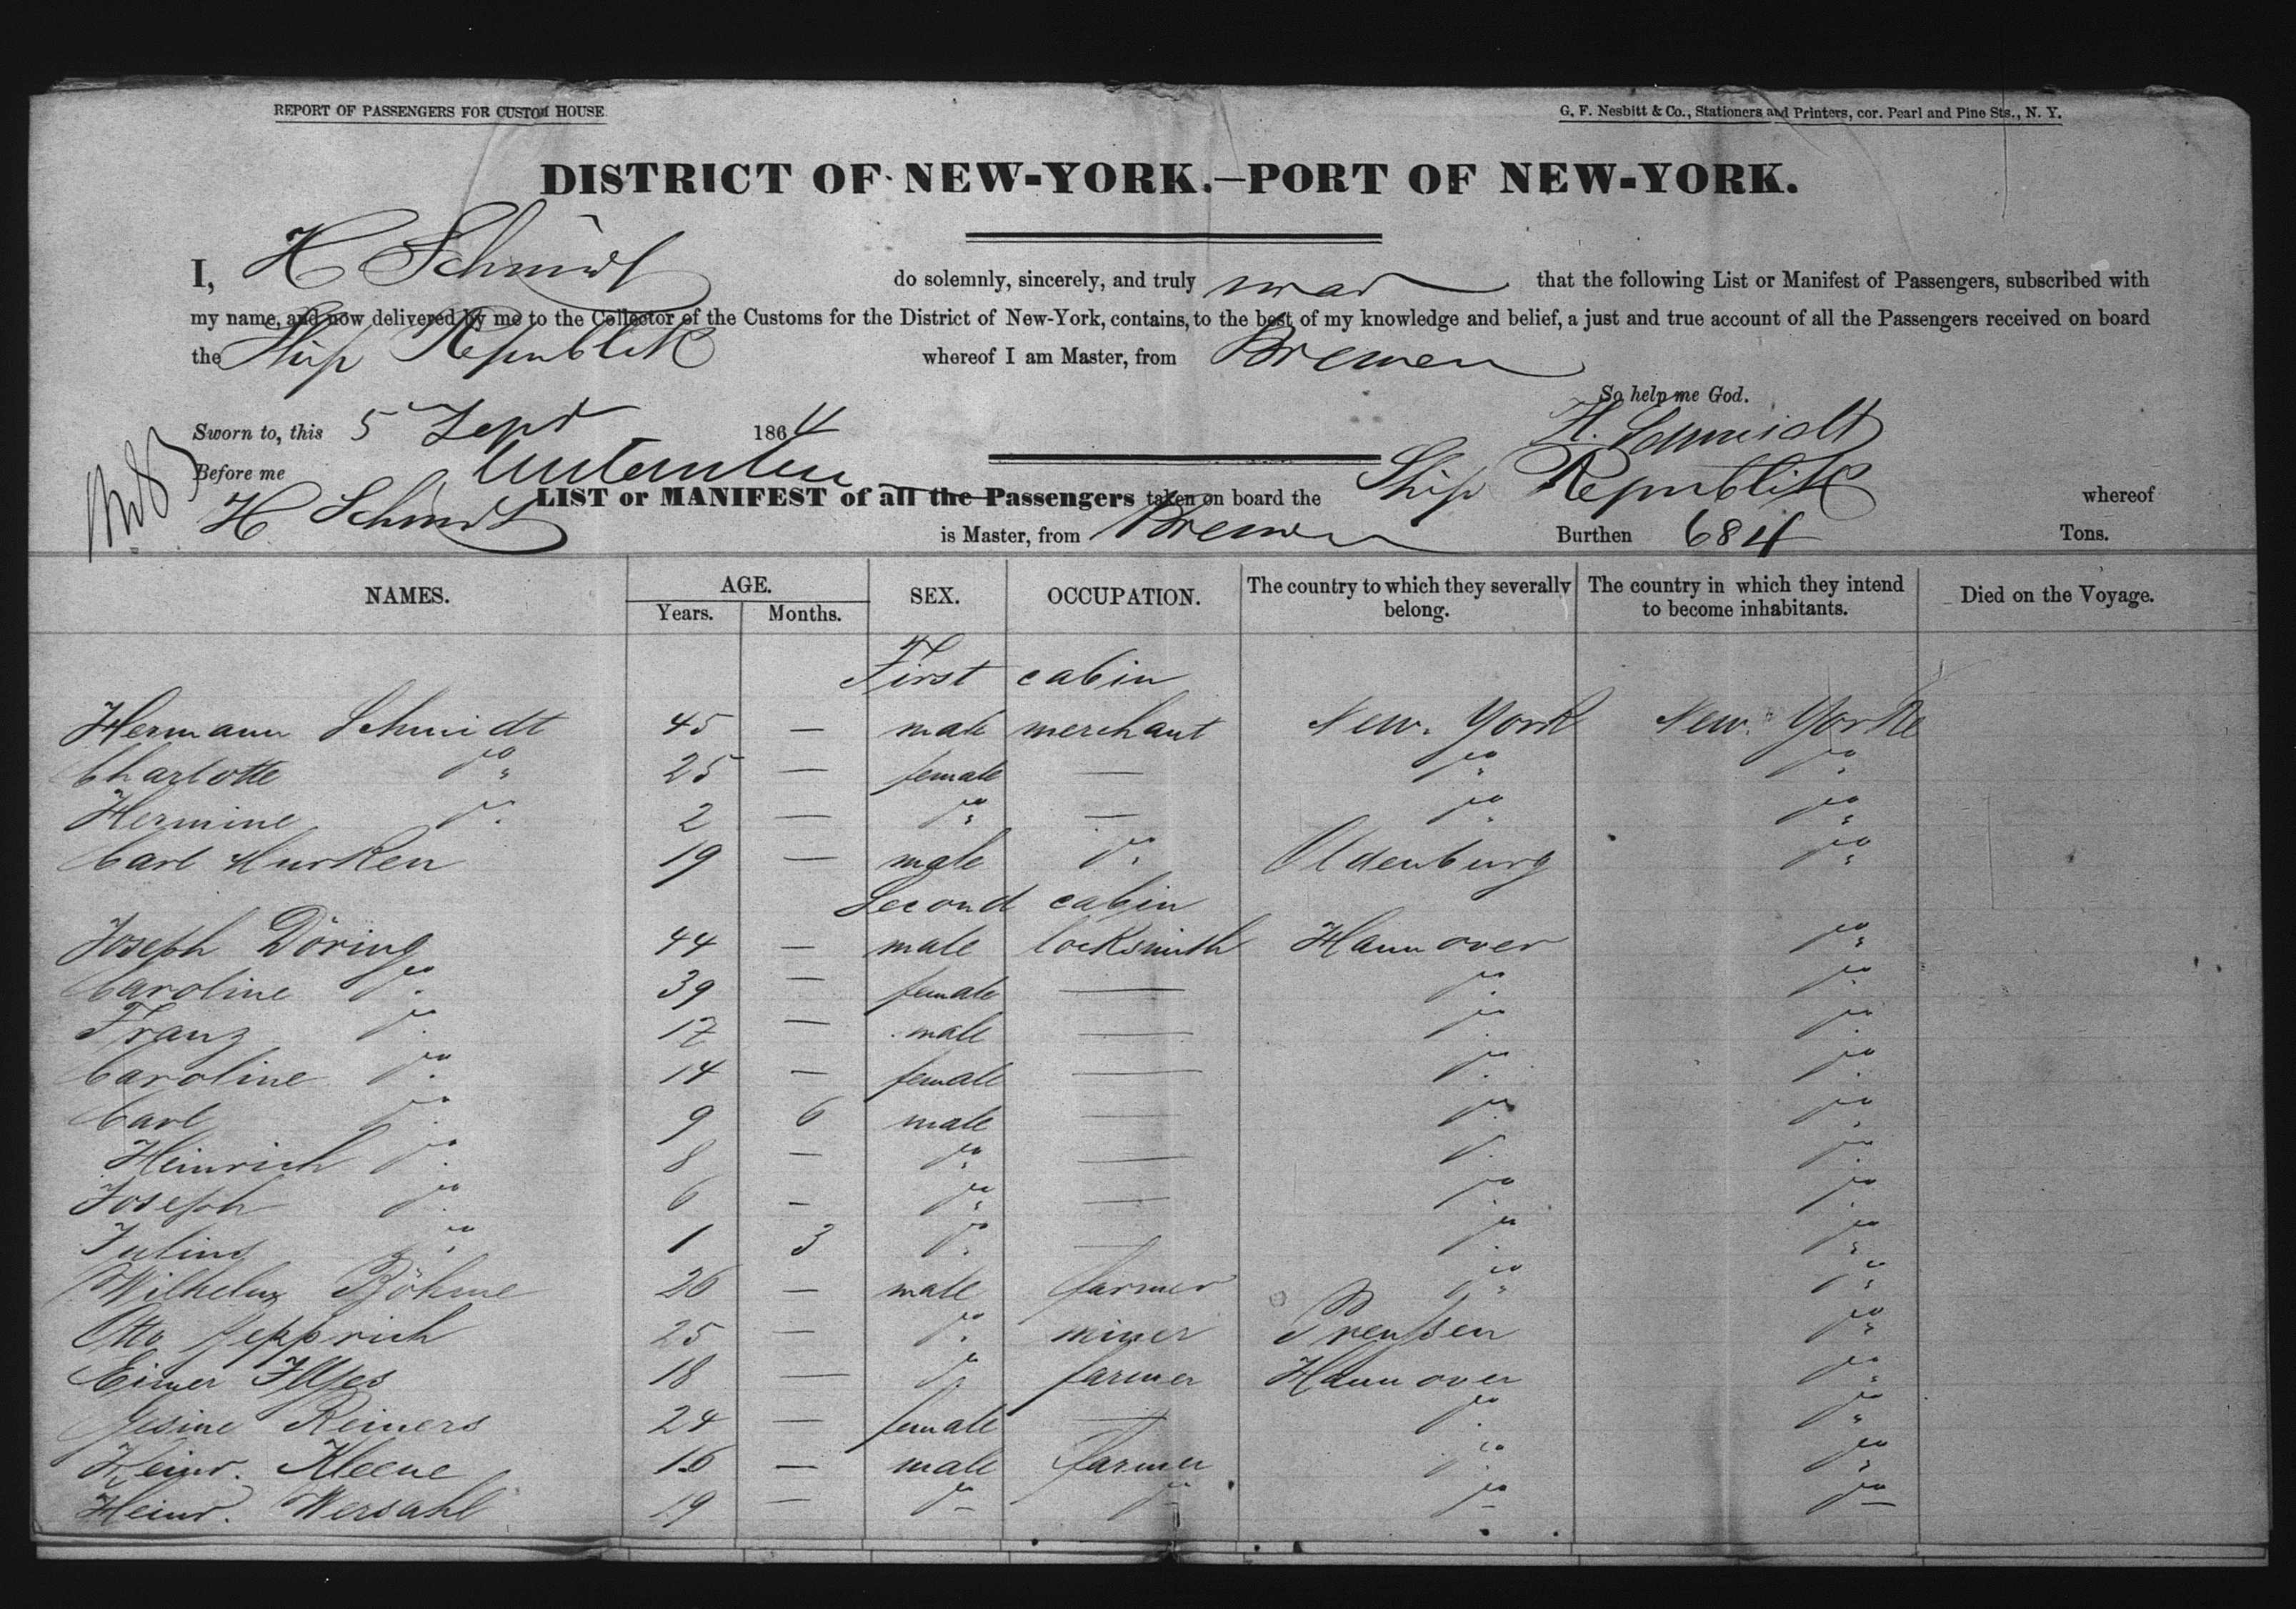 REPORT OF PASSENGERS FOR CUSTOM HOUSE
G. F. Nesbitt & Co., Stationers and Printers, cor. Pearl and Pine Sts., N. Y.
DISTRICT OF NEW-YORK.—PORT OF NEW-YORK.
I, H Schmidt do solemnly, sincerely, and truly swear that the following List or Manifest of Passengers, subscribed with
my name, and now delivered by me to the Collector of the Customs for the District of New-York, contains, to the best of my knowledge and belief, a just and true account of all the Passengers received on board
the Ship Republik whereof I am Master, from Bremen
So help me God.
Sworn to, this 5 Sept 1864 H. Schmidt
Before me
LIST or MANIFEST of all the Passengers taken on board the Ship Republik whereof
H Schmidt is Master, from Bremen Burthen 684 Tons.
NAMES. AGE. Years. Months. SEX. OCCUPATION. The country to which they severally belong. The country in which they intend to become inhabitants. Died on the Voyage.
First cabin
Hermann Schmidt 45 — male merchant New. York New. Yorke
Charlotte do 25 — female — do do
Hermine do 2 — do — do do
Carl Hurken 19 — male do Oldenburg do
Second cabin
Joseph Döring 44 — male locksmith Hannover do
Caroline do 39 — female — do do
Franz do 17 — male — do do
Caroline do 14 — female — do do
Carl do 9 6 male — do do
Heinrich do 8 — do — do do
Joseph do 6 — do — do do
Julius do 1 3 do — do do
Wilhelm Böhme 26 — male farmer do do
Otto Jepprich 25 — do miner Preußen do
Eimer 18 — do farmer Hannover do
Gesine Reiners 24 — female — do do
Heinr. Kleene 16 — male farmer do do
Heinr. Wersahl 19 — do do do do